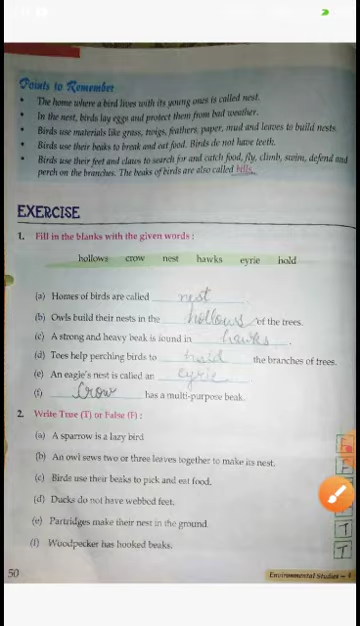 Points to Remember
• The home where a bird lives with its young ones is called nest.
• In the nest, birds lay eggs and protect them from bad weather.
• Birds use materials like grass, twigs, feathers, paper, mud and leaves to build nests.
• Birds use their beaks to break and eat food. Birds do not have teeth.
• Birds use their feet and claws to search for and catch food, fly, climb, swim, defend and
perch on the branches. The beaks of birds are also called bills.
EXERCISE
1. Fill in the blanks with the given words :
hollows crow nest hawks eyrie hold
(a) Homes of birds are called nest.
(b) Owls build their nests in the hollows of the trees.
(c) A strong and heavy beak is found in hawks.
(d) Toes help perching birds to hold the branches of trees.
(e) An eagle's nest is called an eyrie.
(f) Crow has a multi-purpose beak.
2. Write True (T) or False (F) :
(a) A sparrow is a lazy bird
(b) An owl sews two or three leaves together to make its nest. F
(c) Birds use their beaks to pick and eat food.
(d) Ducks do not have webbed feet.
(e) Partridges make their nest in the ground. T
(f) Woodpecker has hooked beaks. T
50
Environmental Studies